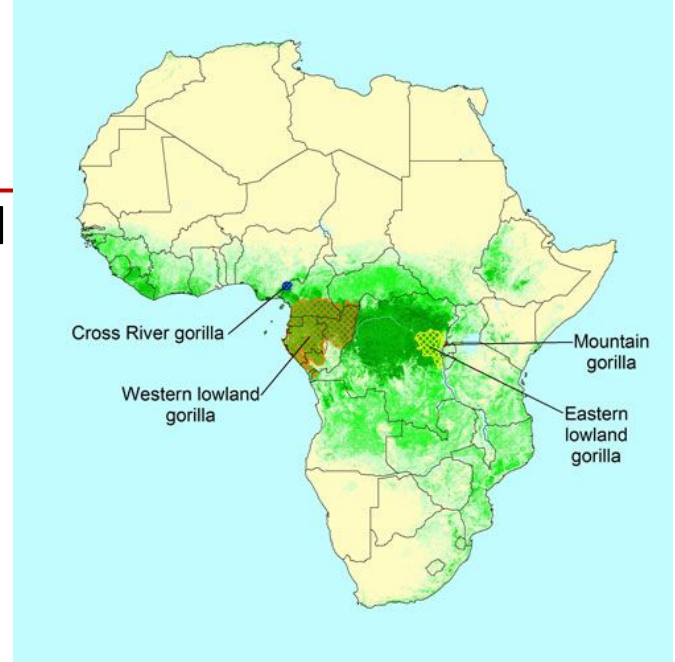 Cross River gorilla
Western lowland
gorilla
Mountain
gorilla
Eastern
lowland
gorilla